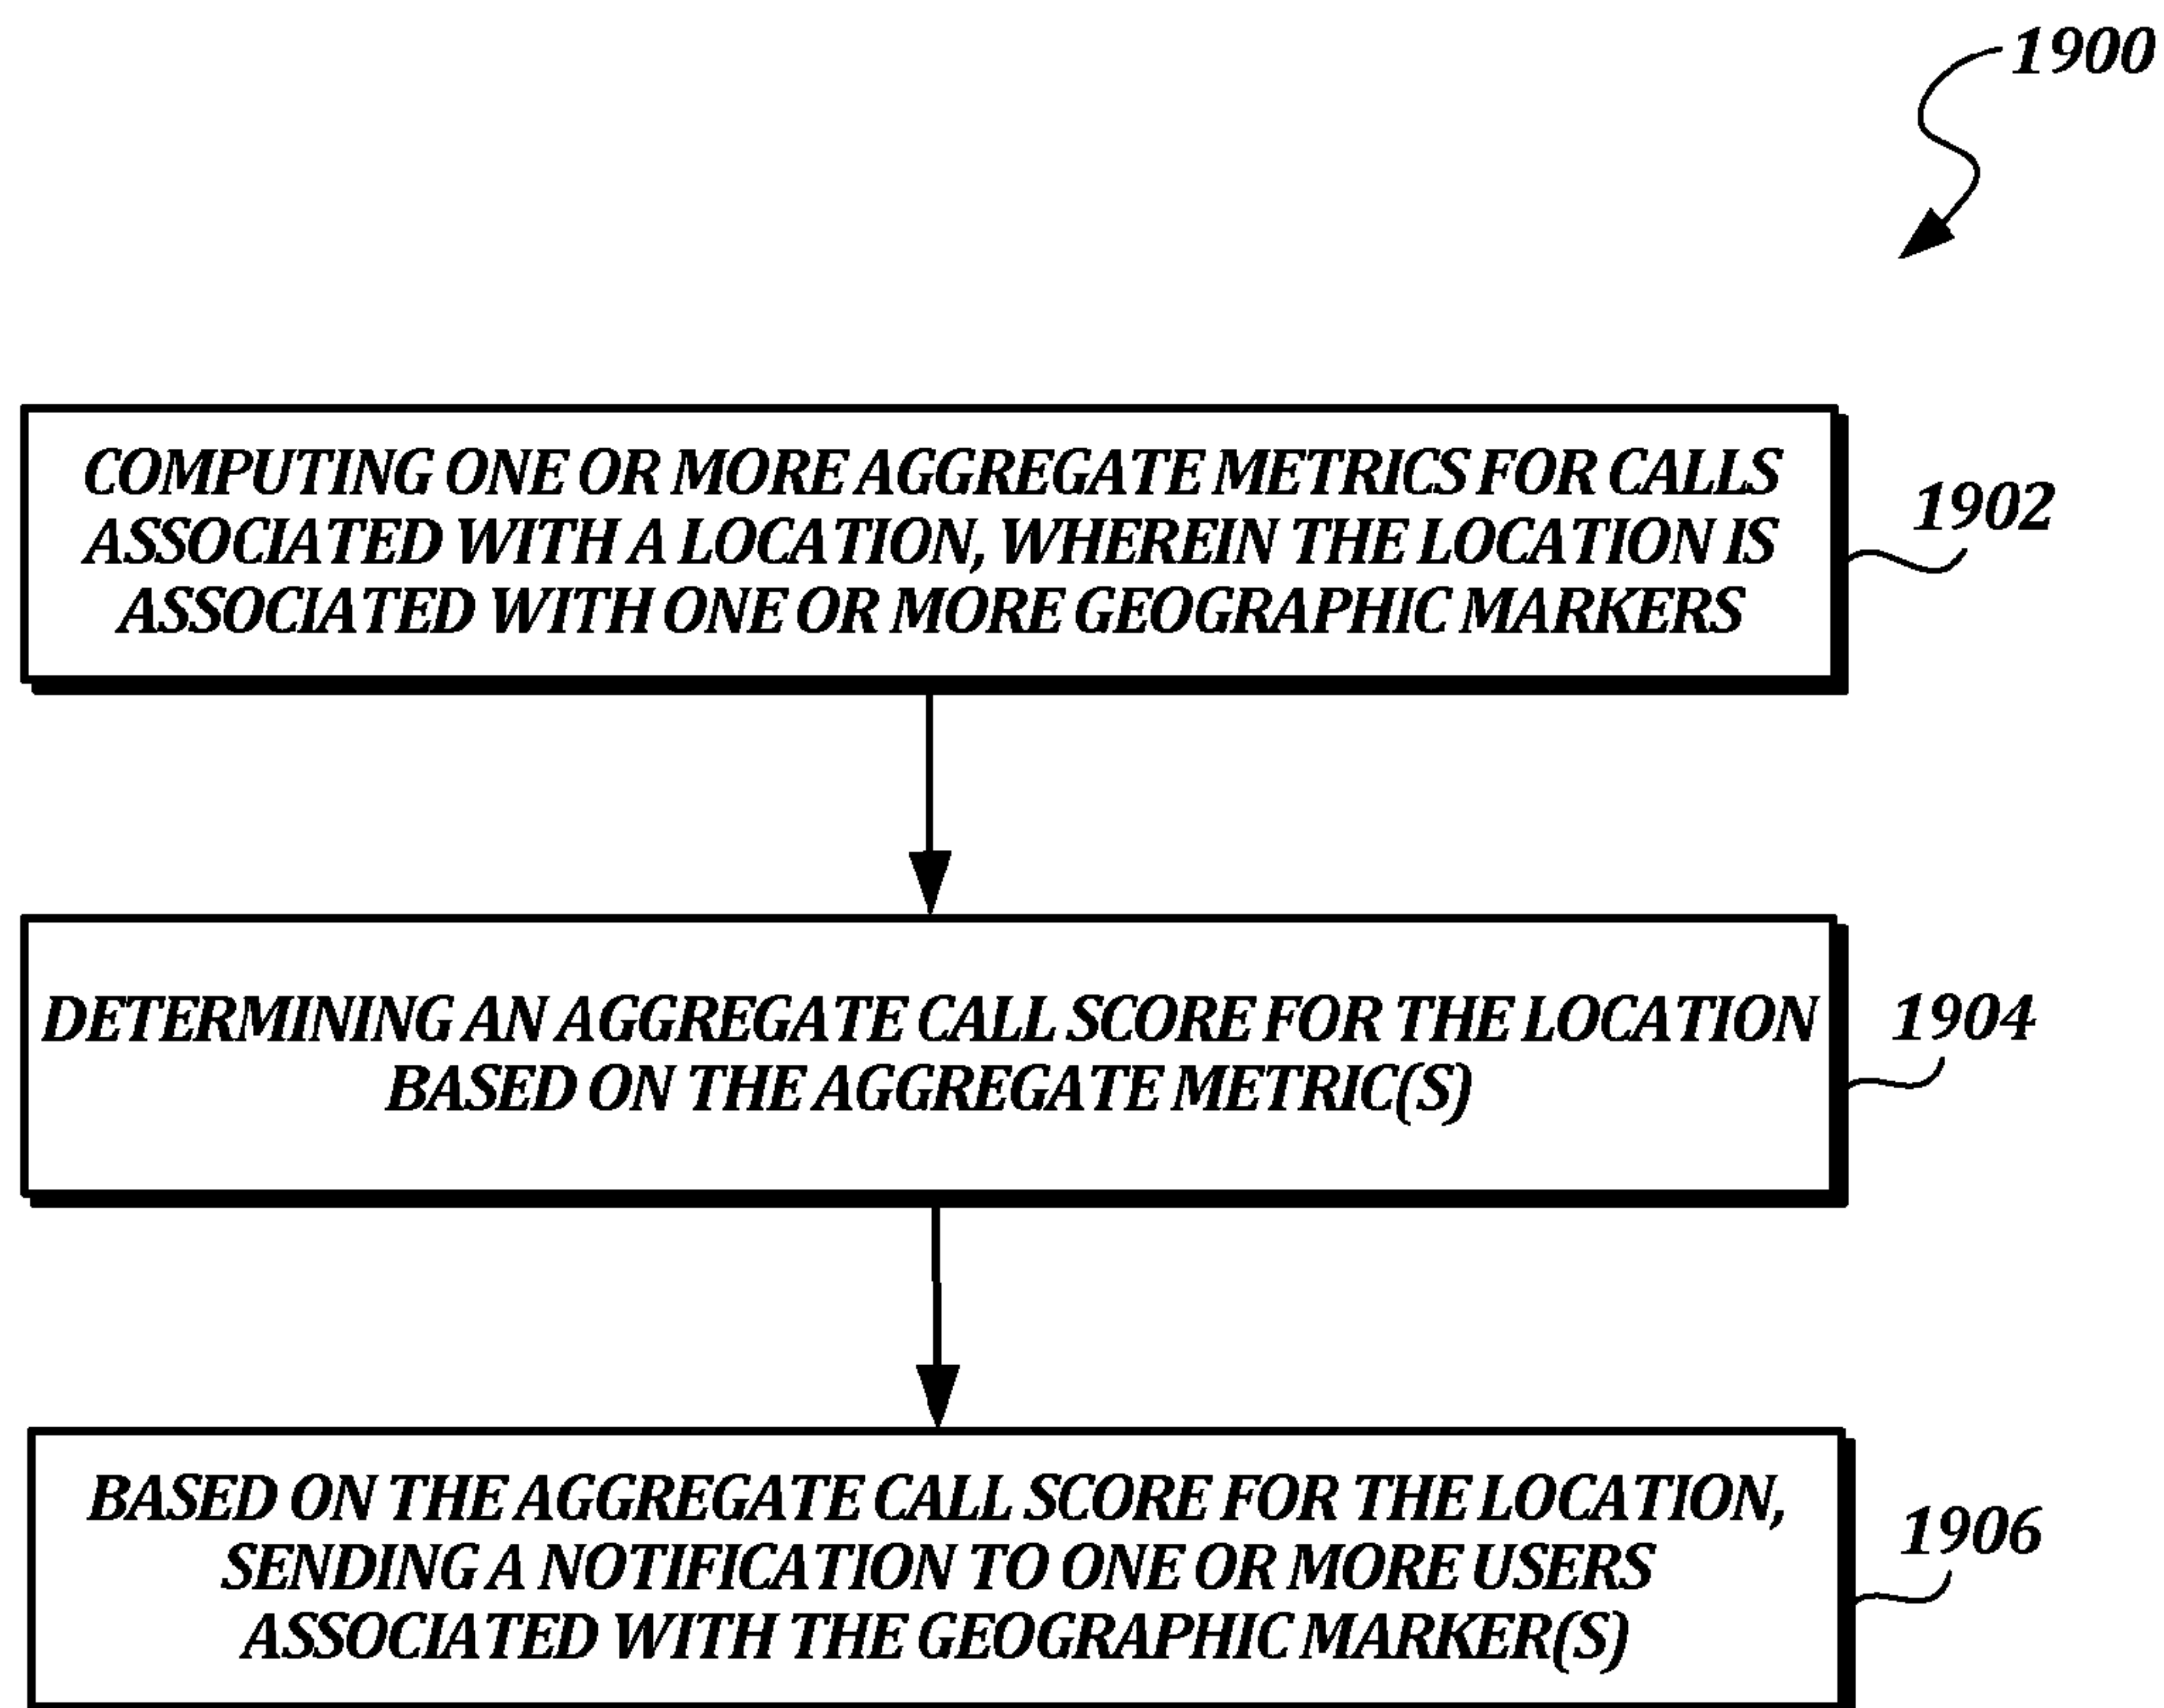 1900
COMPUTING ONE OR MORE AGGREGATE METRICS FOR CALLS
ASSOCIATED WITH A LOCATION, WHEREIN THE LOCATION IS
ASSOCIATED WITH ONE OR MORE GEOGRAPHIC MARKERS
1902
DETERMINING AN AGGREGATE CALL SCORE FOR THE LOCATION
BASED ON THE AGGREGATE METRIC(S)
1904
BASED ON THE AGGREGATE CALL SCORE FOR THE LOCATION,
SENDING A NOTIFICATION TO ONE OR MORE USERS
ASSOCIATED WITH THE GEOGRAPHIC MARKER(S)
1906